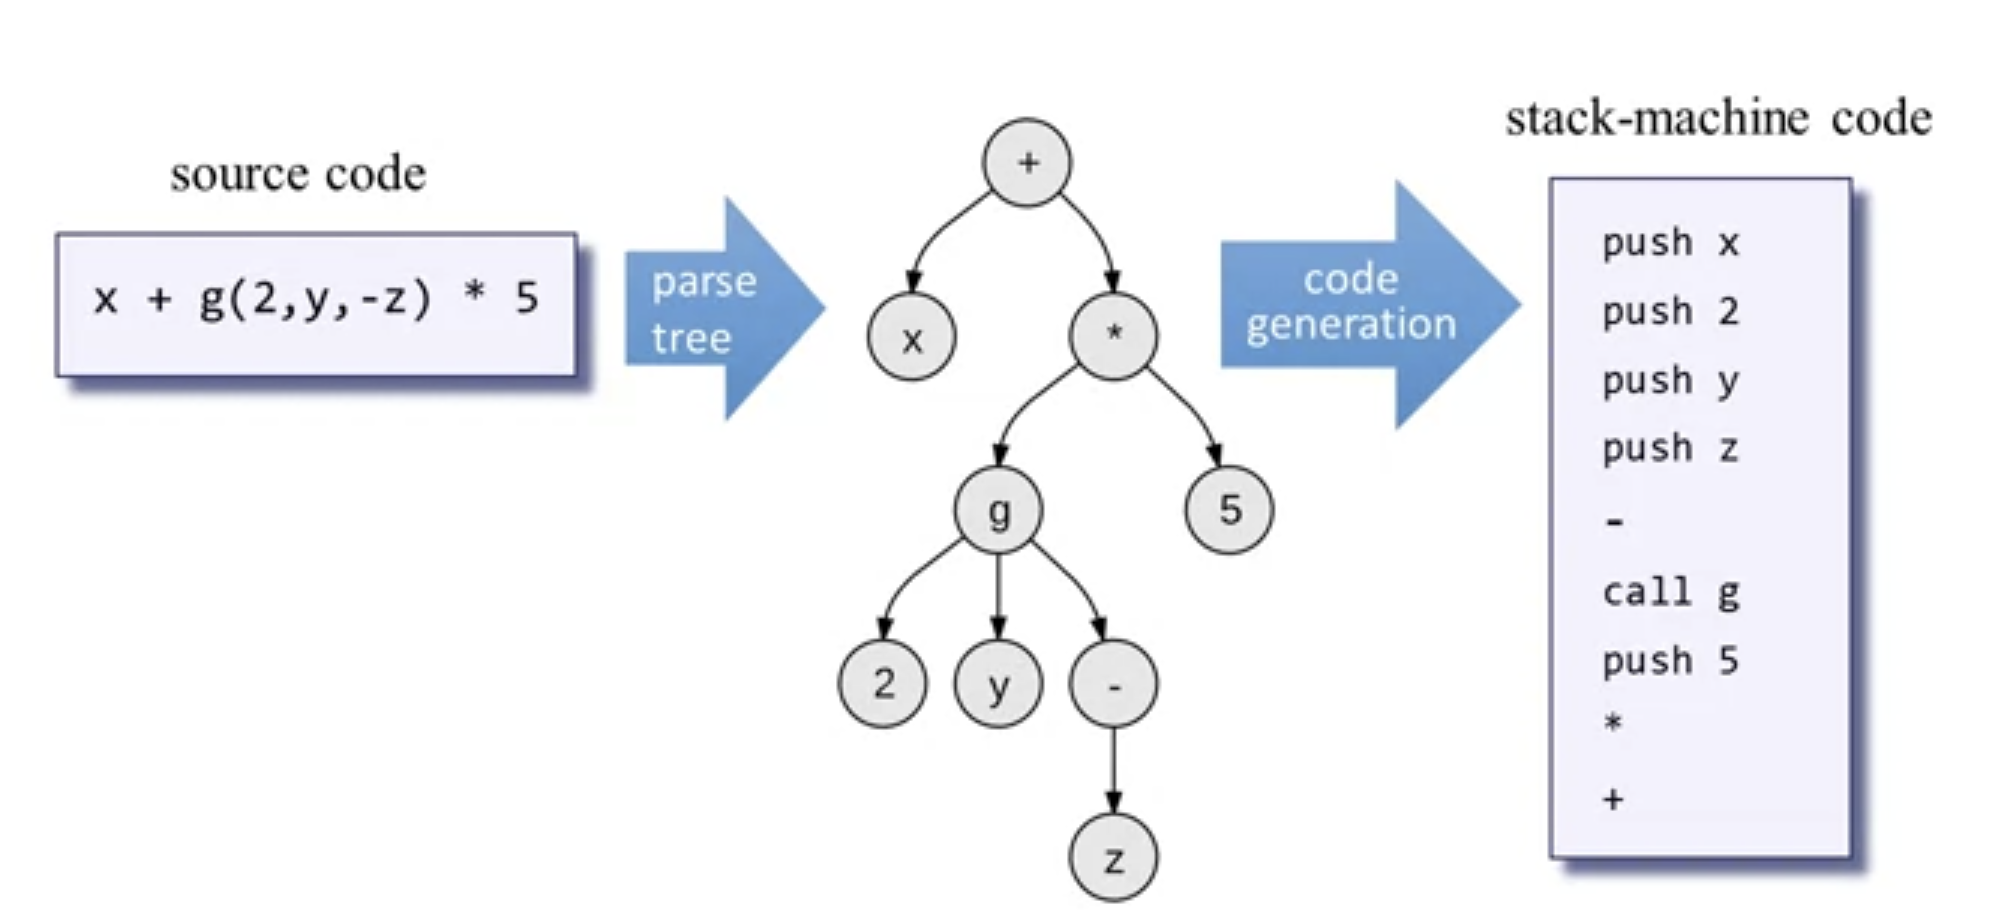 source code
x + g(2,y,-z) * 5
parse
tree
+
x
*
g
5
2
y
-
z
code
generation
stack-machine code
push x
push 2
push y
push z
-
call g
push 5
*
+